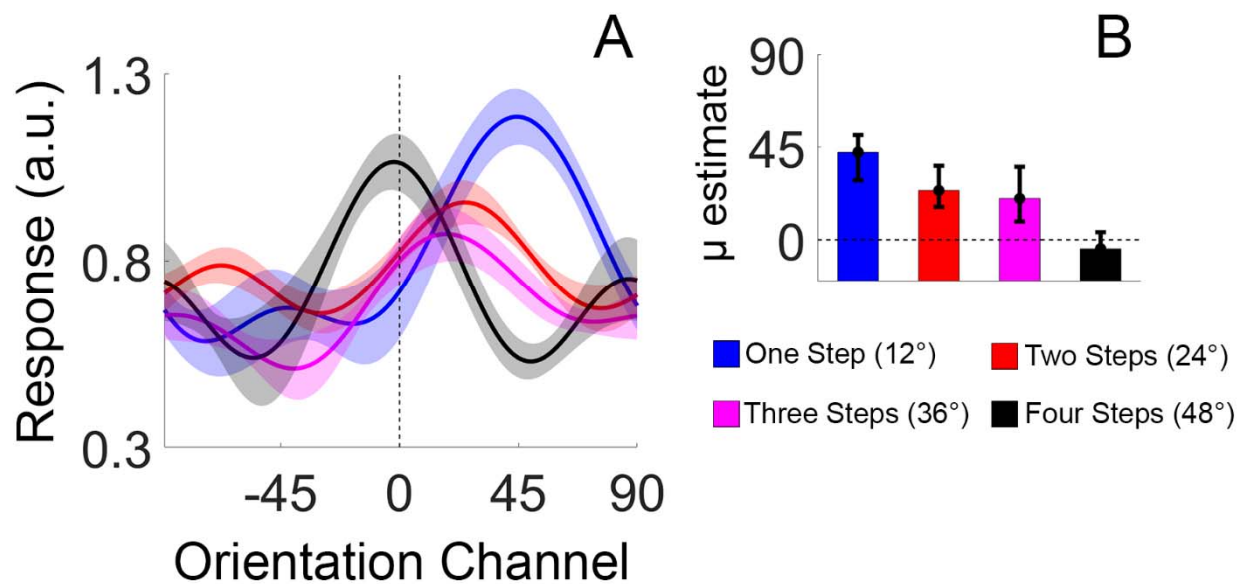 A
Response (a.u.)
1.3
0.8
0.3
-45
0
45
90
Orientation Channel
B
μ estimate
90
45
0
One Step (12°)
Two Steps (24°)
Three Steps (36°)
Four Steps (48°)